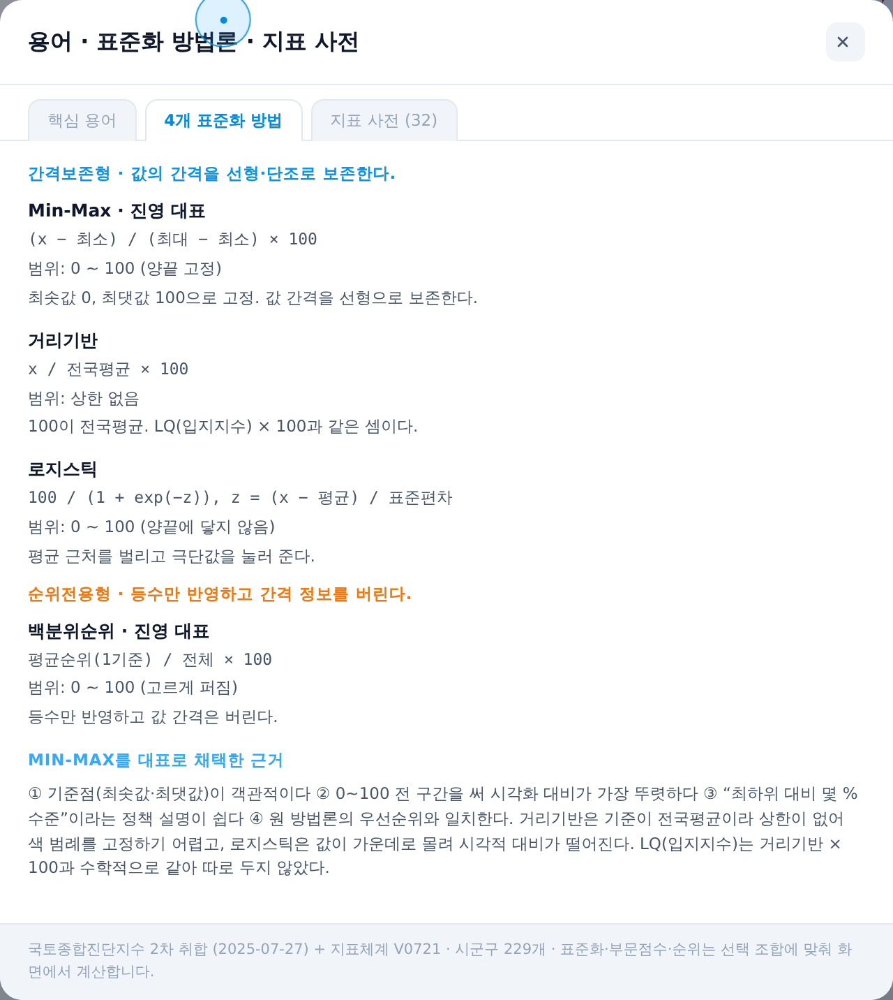 용어 · 표준화 방법론 · 지표 사전
×
핵심 용어
4개 표준화 방법
지표 사전 (32)
간격보존형 · 값의 간격을 선형·단조로 보존한다.
Min-Max · 진영 대표
(x − 최소) / (최대 − 최소) × 100
범위: 0 ~ 100 (양끝 고정)
최솟값 0, 최댓값 100으로 고정. 값 간격을 선형으로 보존한다.
거리기반
x / 전국평균 × 100
범위: 상한 없음
100이 전국평균. LQ(입지지수) × 100과 같은 셈이다.
로지스틱
100 / (1 + exp(−z)), z = (x − 평균) / 표준편차
범위: 0 ~ 100 (양끝에 닿지 않음)
평균 근처를 벌리고 극단값을 눌러 준다.
순위전용형 · 등수만 반영하고 간격 정보를 버린다.
백분위순위 · 진영 대표
평균순위(1기준) / 전체 × 100
범위: 0 ~ 100 (고르게 퍼짐)
등수만 반영하고 값 간격은 버린다.
MIN-MAX를 대표로 채택한 근거
① 기준점(최솟값·최댓값)이 객관적이다 ② 0~100 전 구간을 써 시각화 대비가 가장 뚜렷하다 ③ “최하위 대비 몇 %
수준”이라는 정책 설명이 쉽다 ④ 원 방법론의 우선순위와 일치한다. 거리기반은 기준이 전국평균이라 상한이 없어
색 범례를 고정하기 어렵고, 로지스틱은 값이 가운데로 몰려 시각적 대비가 떨어진다. LQ(입지지수)는 거리기반 ×
100과 수학적으로 같아 따로 두지 않았다.
국토종합진단지수 2차 취합 (2025-07-27) + 지표체계 V0721 · 시군구 229개 · 표준화·부문점수·순위는 선택 조합에 맞춰 화
면에서 계산합니다.